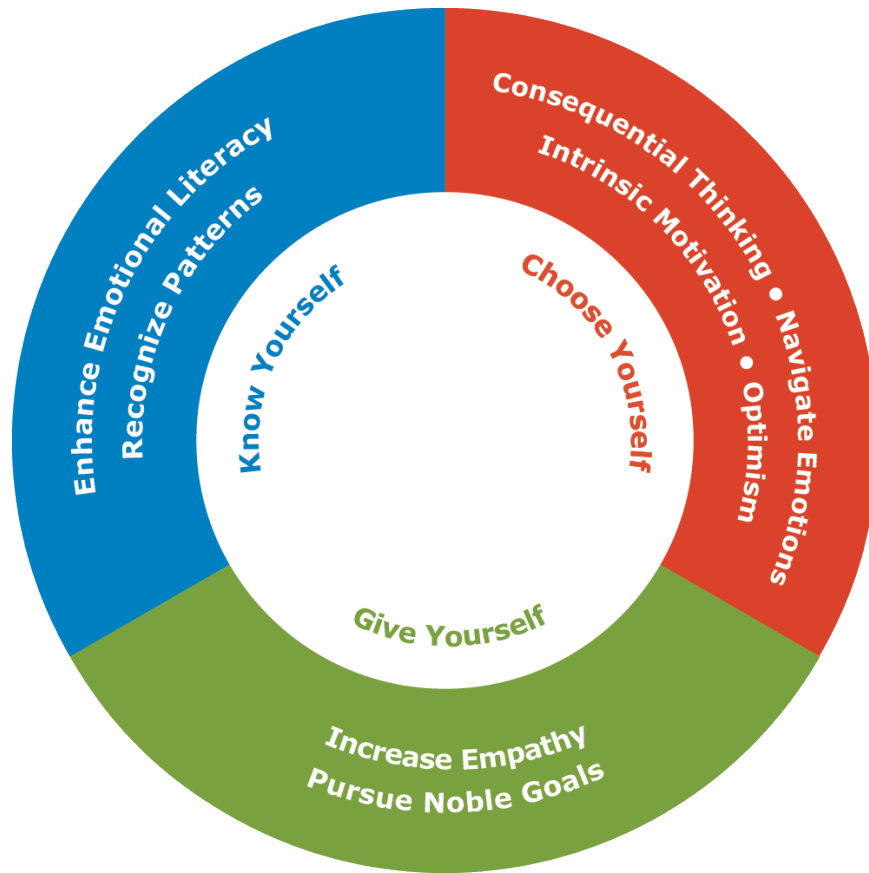 Enhance Emotional Literacy
Recognize Patterns
Know Yourself
Consequential Thinking • Navigate Emotions
Intrinsic Motivation • Optimism
Choose Yourself
Give Yourself
Increase Empathy
Pursue Noble Goals